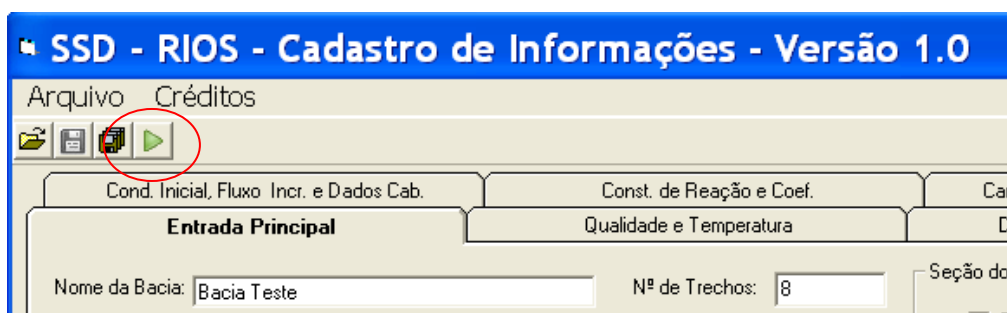 SSD - RIOS - Cadastro de Informações - Versão 1.0
Arquivo Créditos
Cond. Inicial, Fluxo Incr. e Dados Cab. Const. de Reação e Coef.
Entrada Principal Qualidade e Temperatura
Nome da Bacia: Bacia Teste Nº de Trechos: 8 Seção do